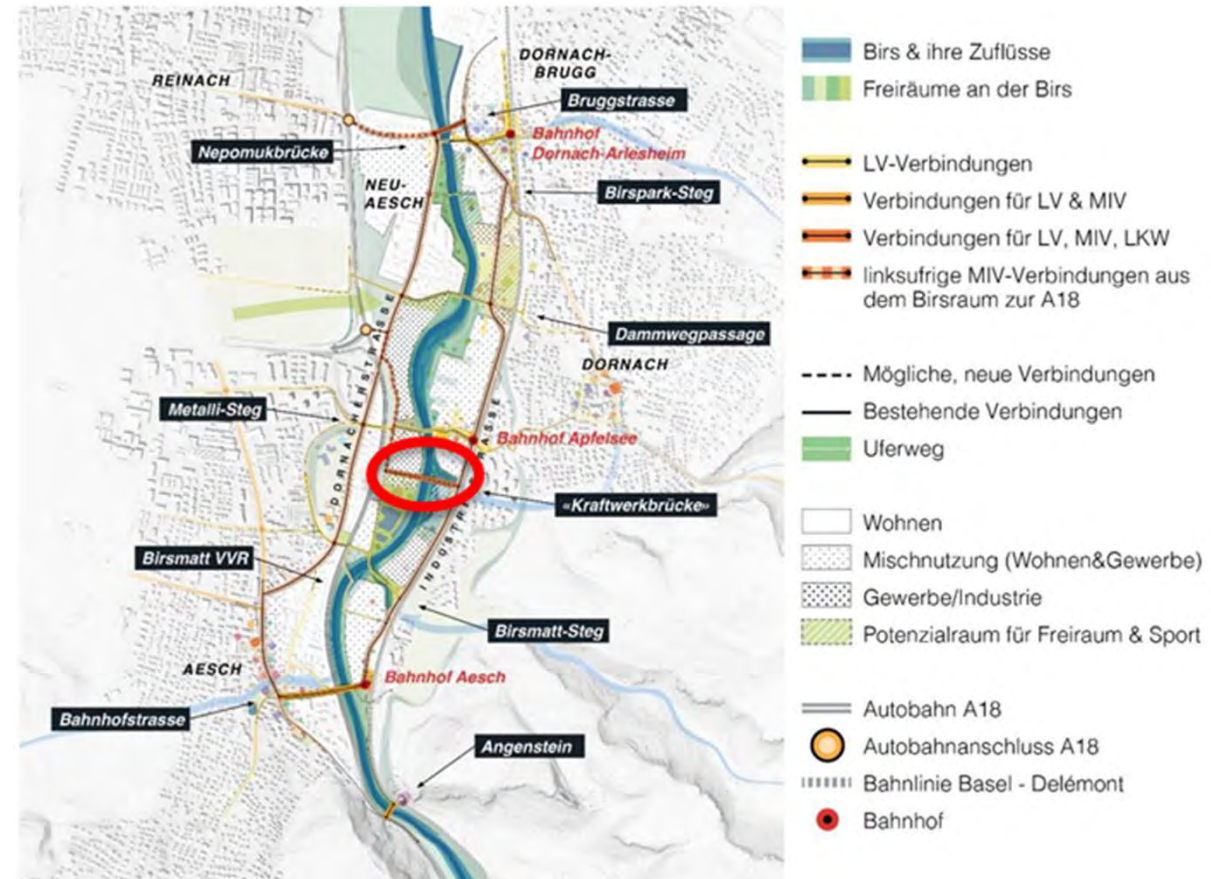 REINACH
DORNACH-
BRUGG
Bruggstrasse
Nepomukbrücke
Bahnhof
Dornach-Arlesheim
NEU-
AESCH
Birspark-Steg
DORNACHERSTRASSE
Dammwegpassage
DORNACH
Metalli-Steg
Bahnhof Apfelsee
«Kraftwerkbrücke»
Birsmatt VVR
Birsmatt-Steg
AESCH
Bahnhof Aesch
Bahnhofstrasse
Angenstein
Birs & ihre Zuflüsse
Freiräume an der Birs
LV-Verbindungen
Verbindungen für LV & MIV
Verbindungen für LV, MIV, LKW
linksufrige MIV-Verbindungen aus
dem Birsraum zur A18
Mögliche, neue Verbindungen
Bestehende Verbindungen
Uferweg
Wohnen
Mischnutzung (Wohnen&Gewerbe)
Gewerbe/Industrie
Potenzialraum für Freiraum & Sport
Autobahn A18
Autobahnanschluss A18
Bahnlinie Basel - Delémont
Bahnhof